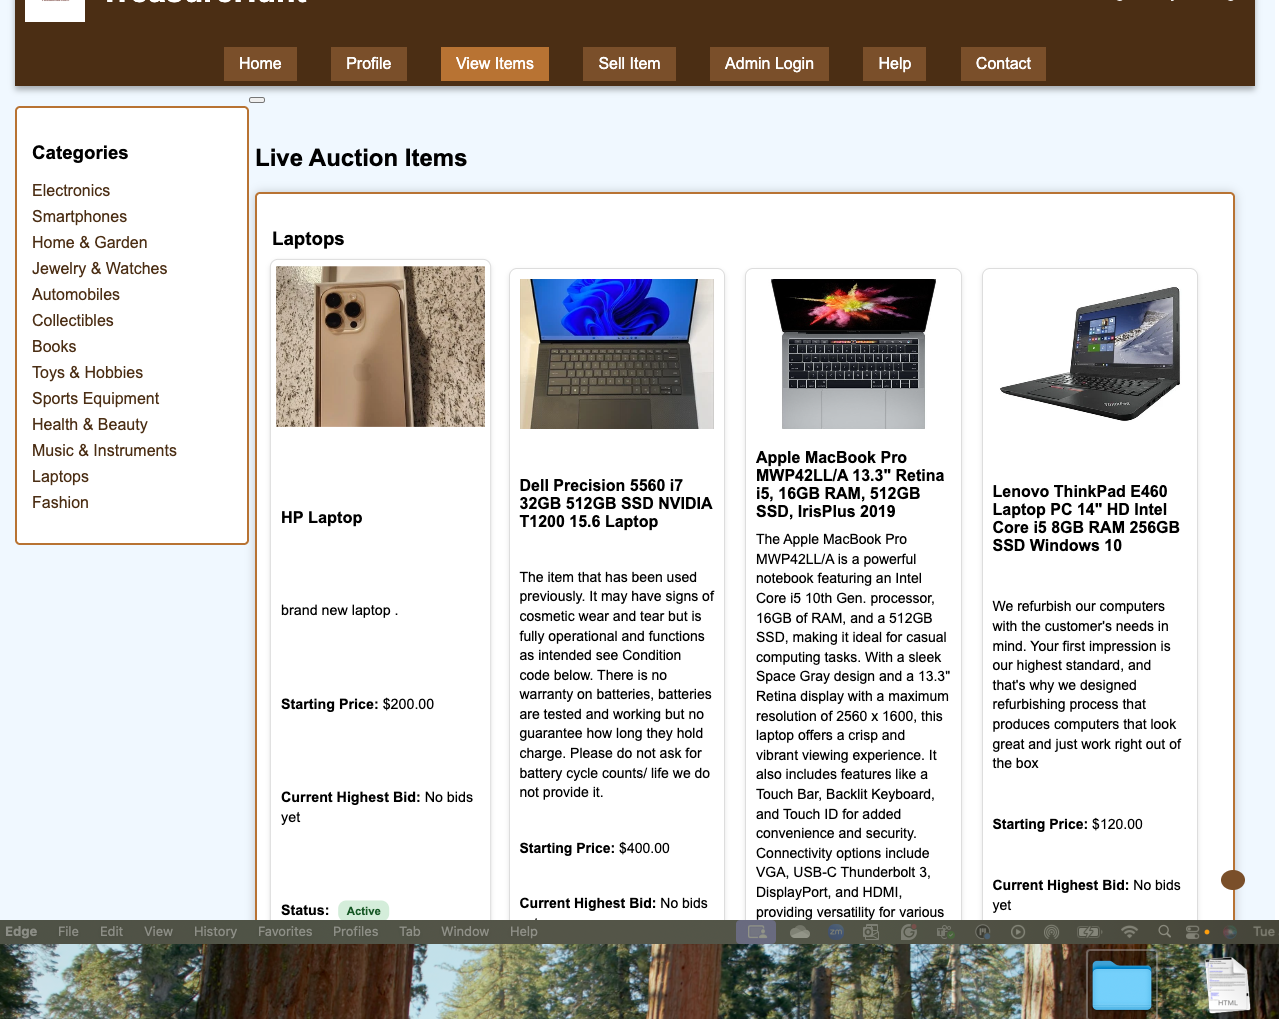 TreasureHunt
Home
Profile
View Items
Sell Item
Admin Login
Help
Contact
Categories
Electronics
Smartphones
Home & Garden
Jewelry & Watches
Automobiles
Collectibles
Books
Toys & Hobbies
Sports Equipment
Health & Beauty
Music & Instruments
Laptops
Fashion
Live Auction Items
Laptops
HP Laptop
brand new laptop .
Starting Price: $200.00
Current Highest Bid: No bids
yet
Status: Active
Dell Precision 5560 i7
32GB 512GB SSD NVIDIA
T1200 15.6 Laptop
The item that has been used
previously. It may have signs of
cosmetic wear and tear but is
fully operational and functions
as intended see Condition
code below. There is no
warranty on batteries, batteries
are tested and working but no
guarantee how long they hold
charge. Please do not ask for
battery cycle counts/ life we do
not provide it.
Starting Price: $400.00
Current Highest Bid: No bids
Apple MacBook Pro
MWP42LL/A 13.3" Retina
i5, 16GB RAM, 512GB
SSD, IrisPlus 2019
The Apple MacBook Pro
MWP42LL/A is a powerful
notebook featuring an Intel
Core i5 10th Gen. processor,
16GB of RAM, and a 512GB
SSD, making it ideal for casual
computing tasks. With a sleek
Space Gray design and a 13.3"
Retina display with a maximum
resolution of 2560 x 1600, this
laptop offers a crisp and
vibrant viewing experience. It
also includes features like a
Touch Bar, Backlit Keyboard,
and Touch ID for added
convenience and security.
Connectivity options include
VGA, USB-C Thunderbolt 3,
DisplayPort, and HDMI,
providing versatility for various
Lenovo ThinkPad E460
Laptop PC 14" HD Intel
Core i5 8GB RAM 256GB
SSD Windows 10
We refurbish our computers
with the customer's needs in
mind. Your first impression is
our highest standard, and
that's why we designed
refurbishing process that
produces computers that look
great and just work right out of
the box
Starting Price: $120.00
Current Highest Bid: No bids
yet
Edge File Edit View History Favorites Profiles Tab Window Help zm Tue
HTML